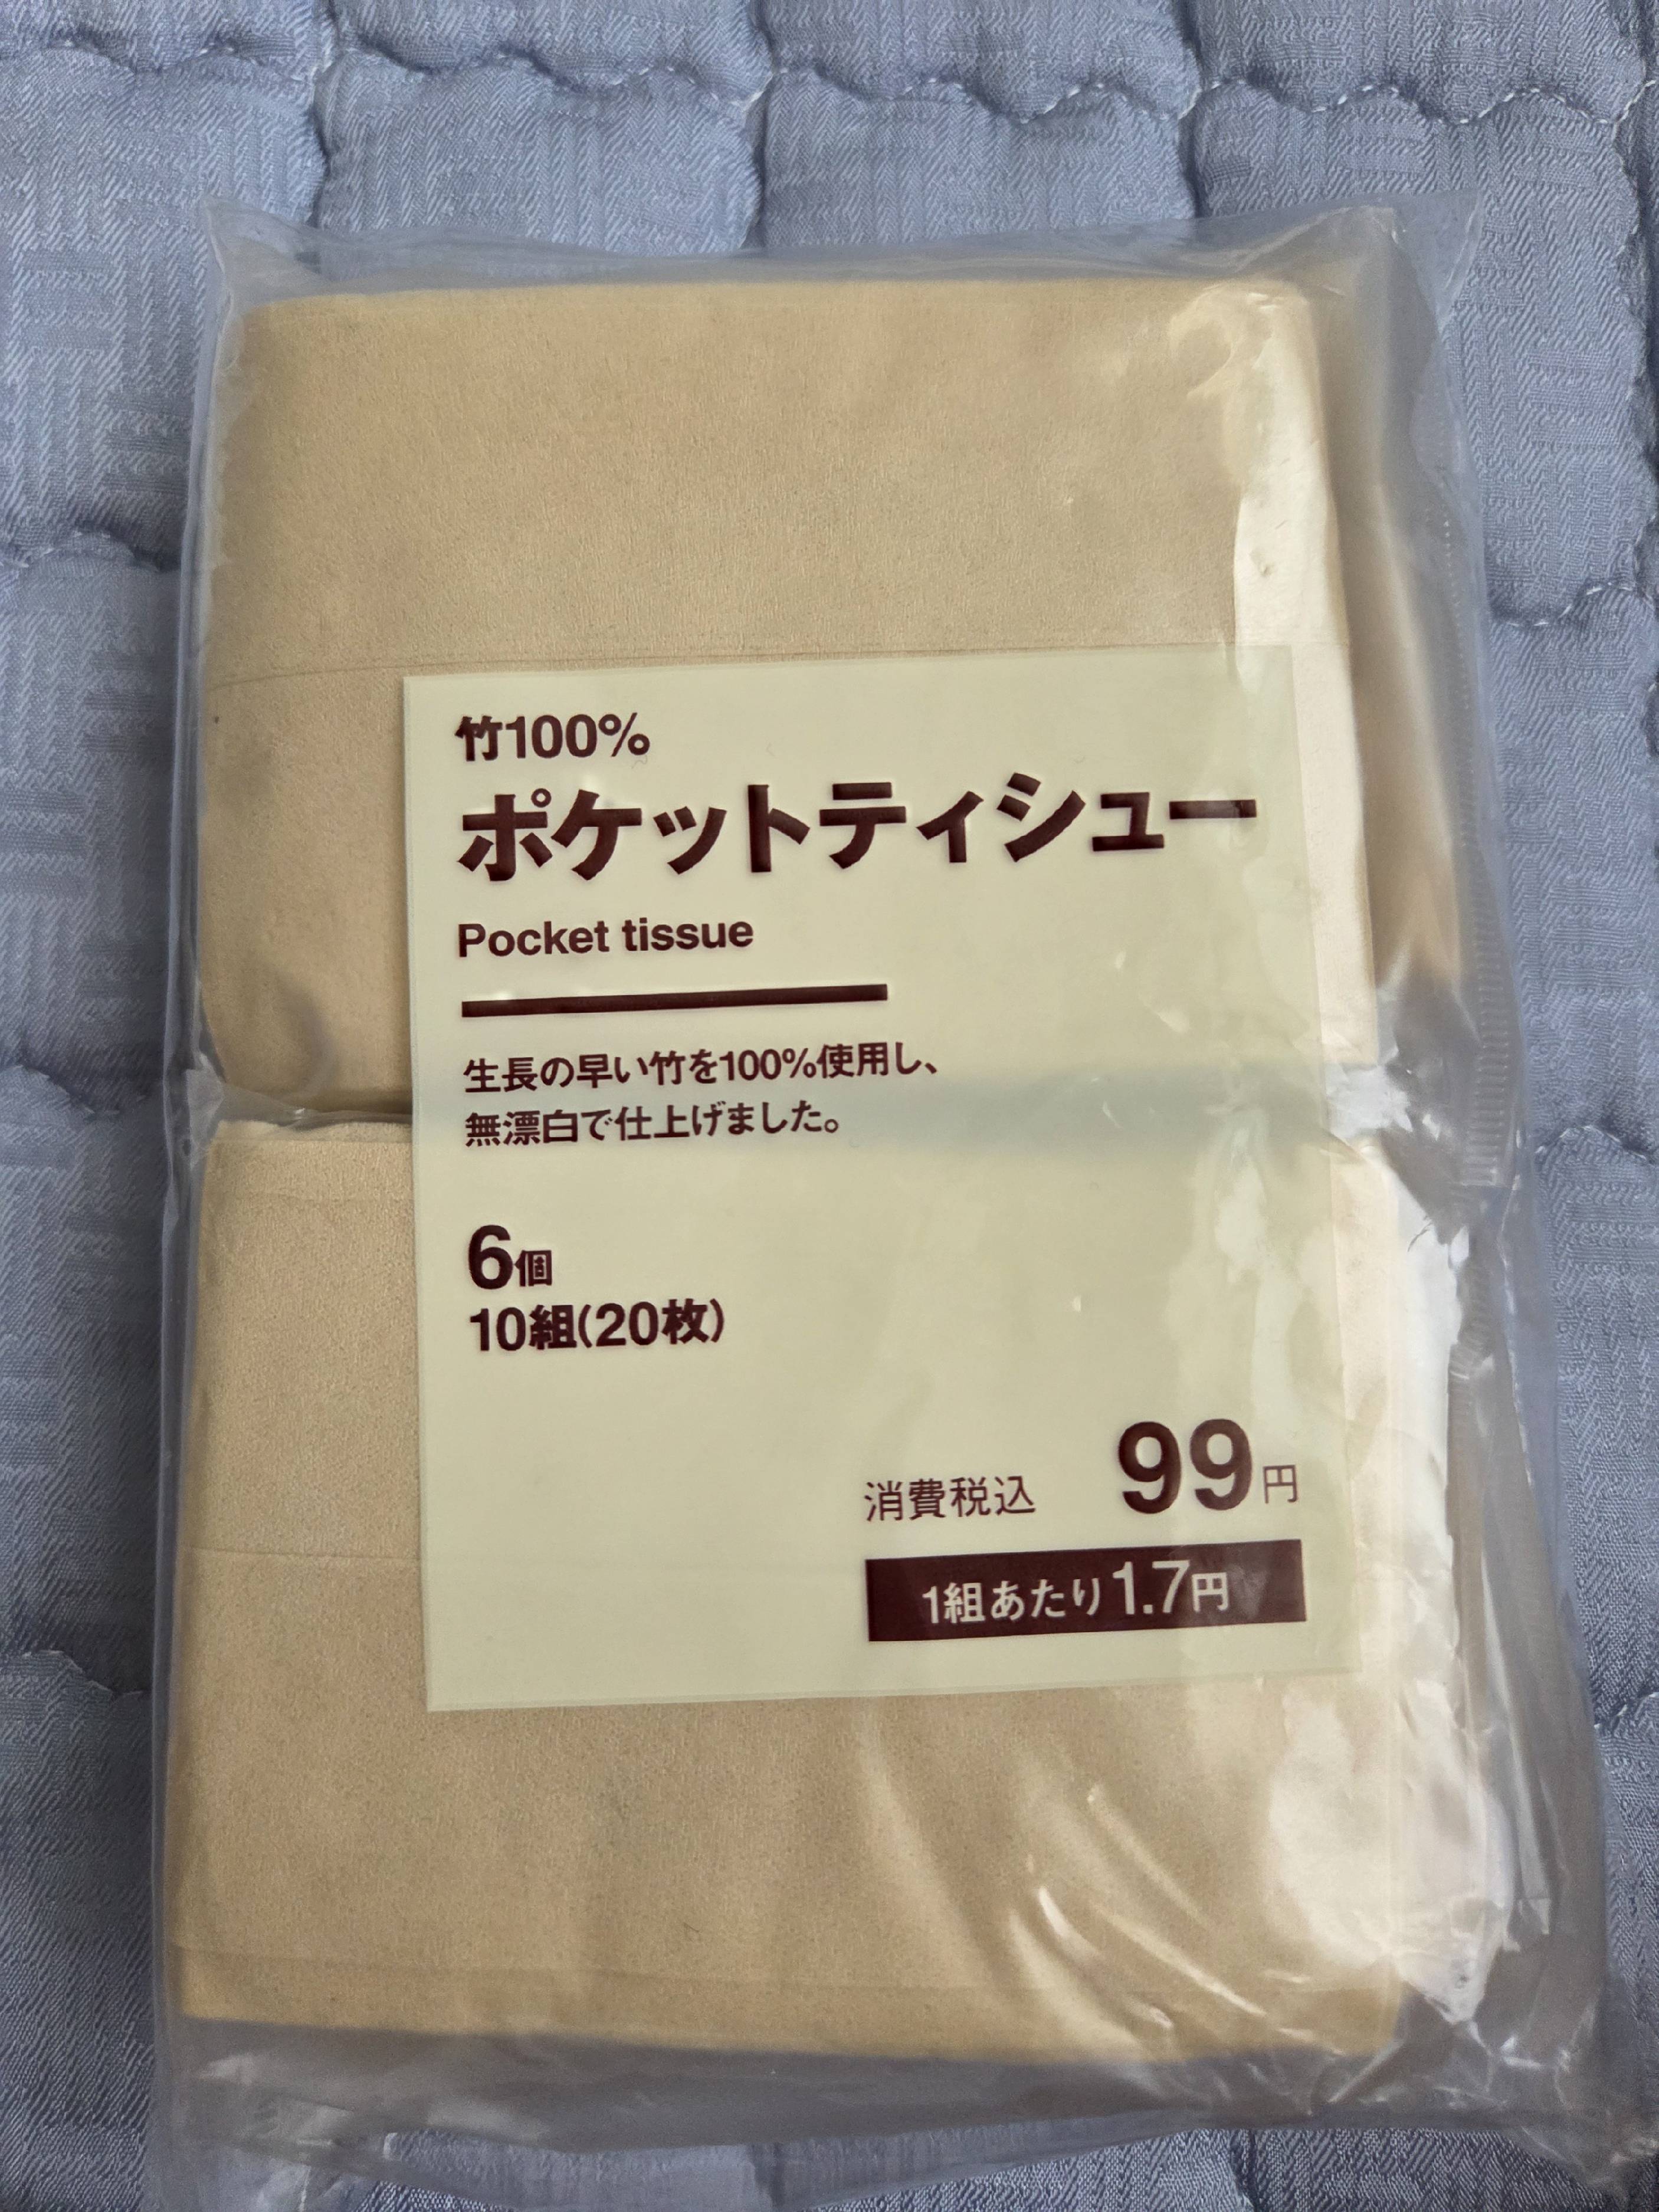 竹100%
ポケットティシュー
Pocket tissue
生長の早い竹を100%使用し、
無漂白で仕上げました。
6個
10組(20枚)
消費税込 99円
1組あたり1.7円